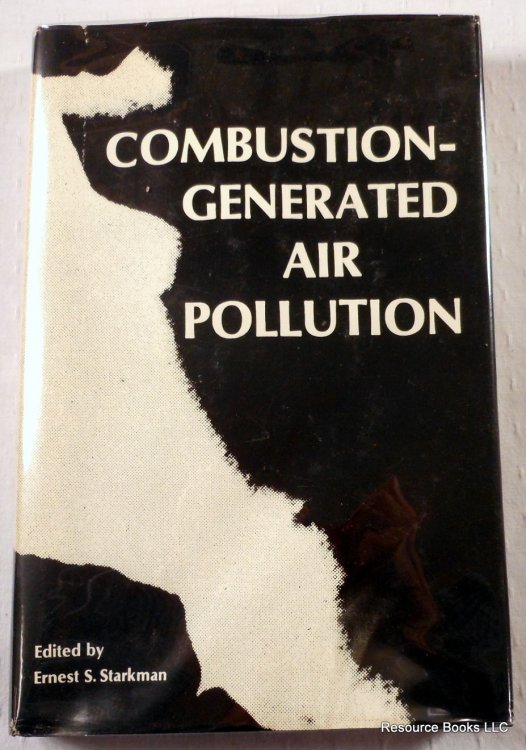 COMBUSTION-
GENERATED
AIR
POLLUTION
Edited by
Ernest S. Starkman
Resource Books LLC